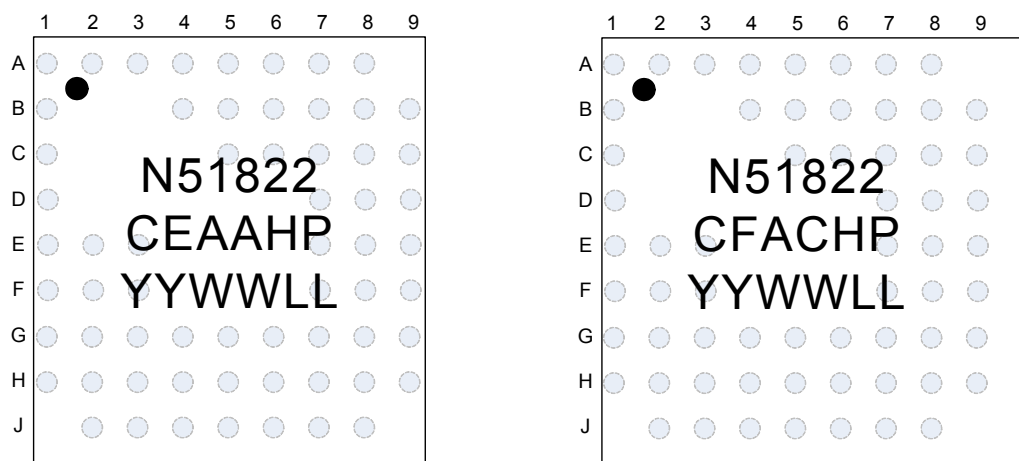 1 2 3 4 5 6 7 8 9
A
B
C
D
E
F
G
H
J
N51822
CEAAHP
YYWWLL
1 2 3 4 5 6 7 8 9
A
B
C
D
E
F
G
H
J
N51822
CFACHP
YYWWLL